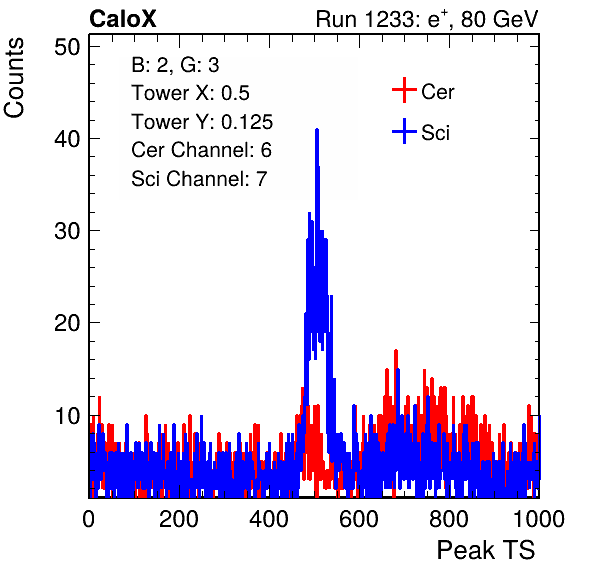 CaloX Run 1233: e⁺, 80 GeV
Counts
B: 2, G: 3
Tower X: 0.5
Tower Y: 0.125
Cer Channel: 6
Sci Channel: 7
Cer
Sci
50
40
30
20
10
0 200 400 600 800 1000
Peak TS